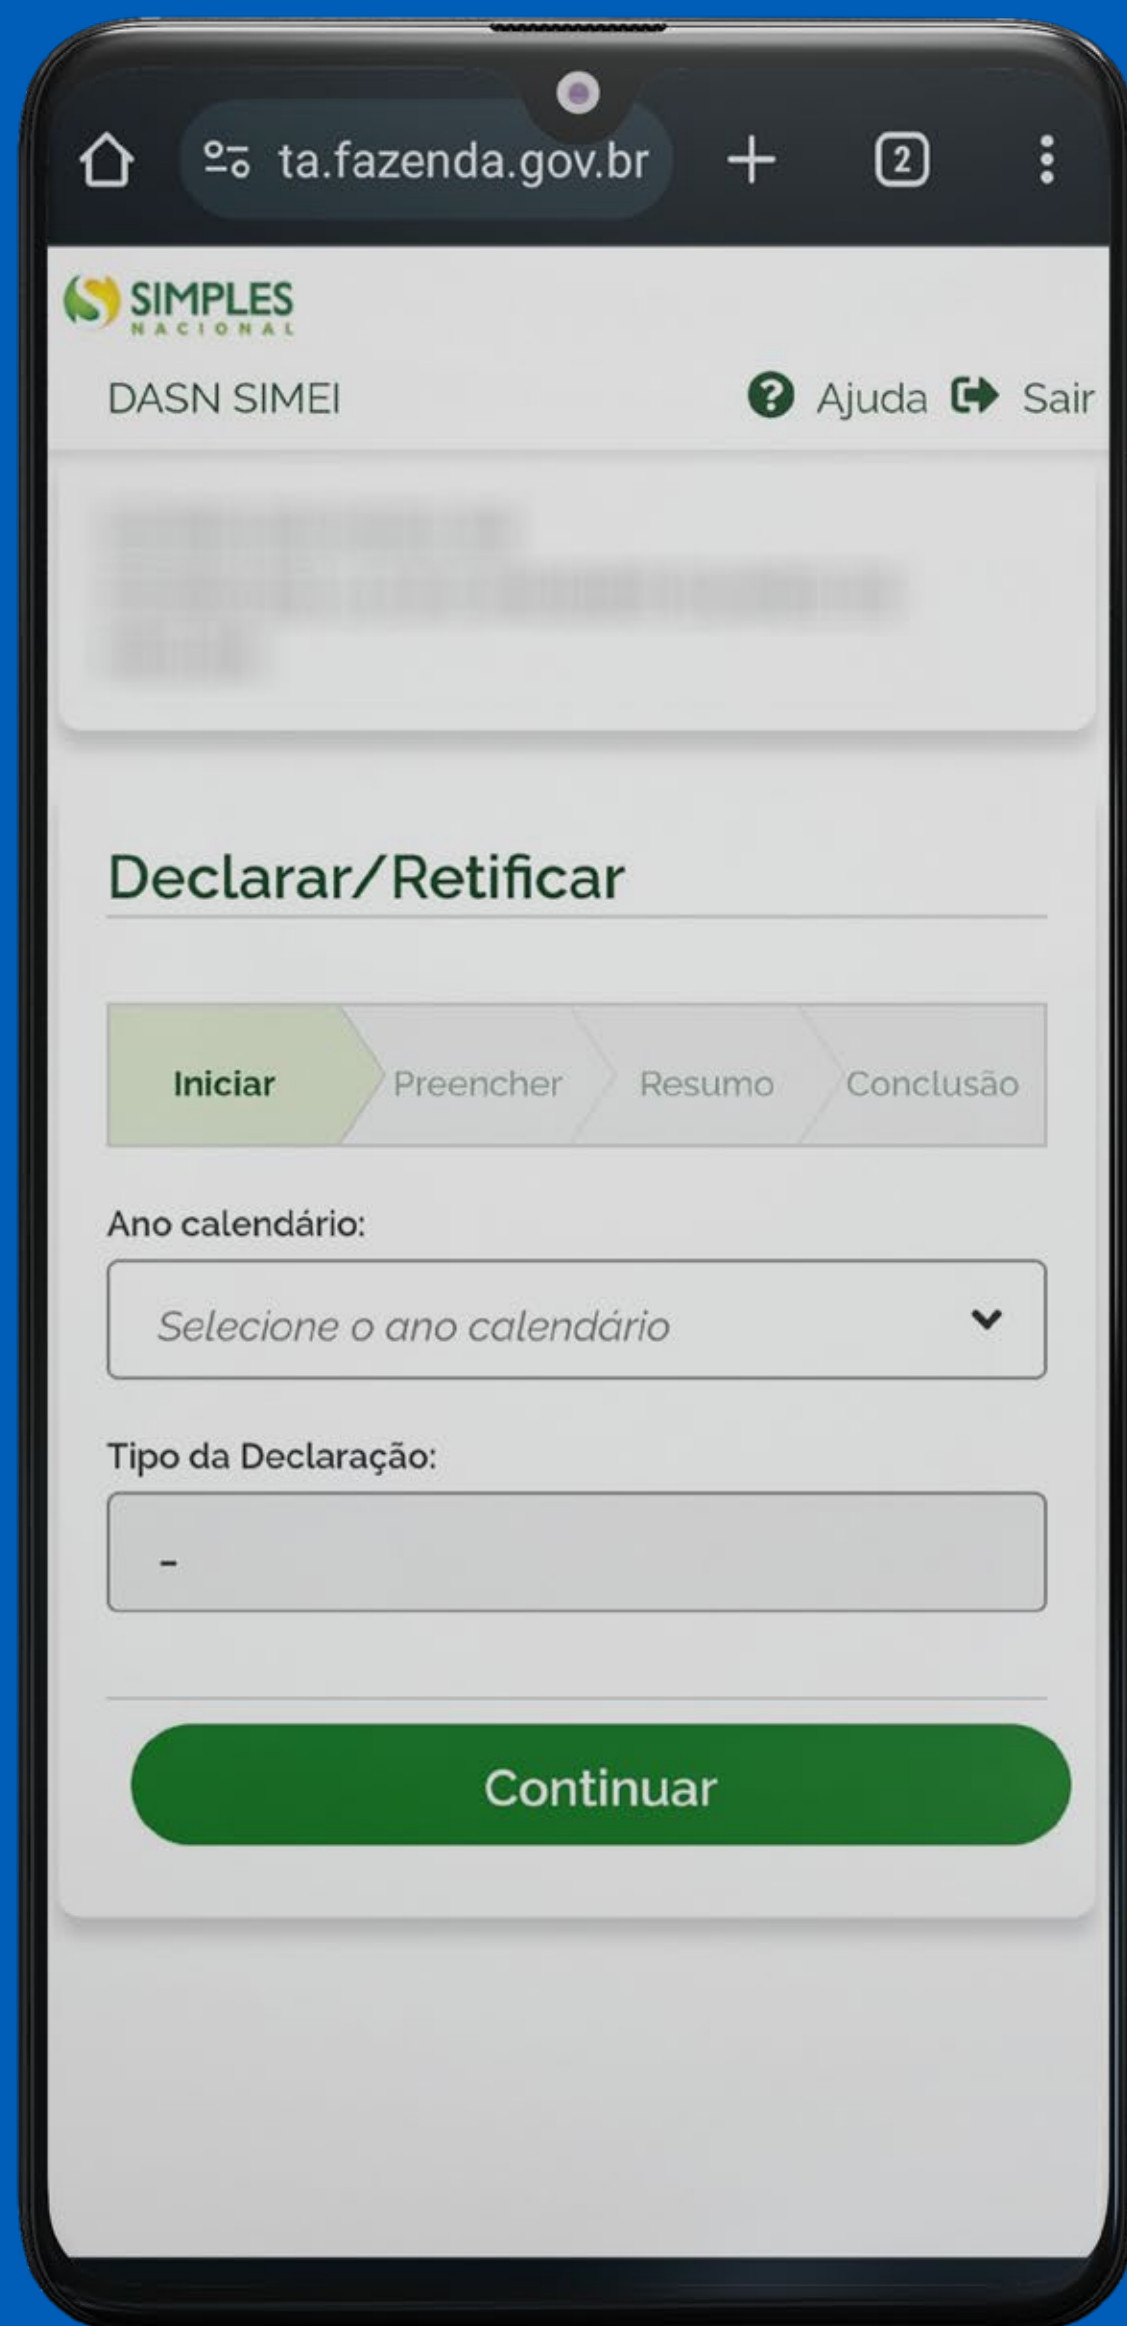 ta.fazenda.gov.br
2
SIMPLES
NACIONAL
DASN SIMEI
Ajuda
Sair
Declarar/Retificar
Iniciar
Preencher
Resumo
Conclusão
Ano calendário:
Selecione o ano calendário
Tipo da Declaração:
-
Continuar